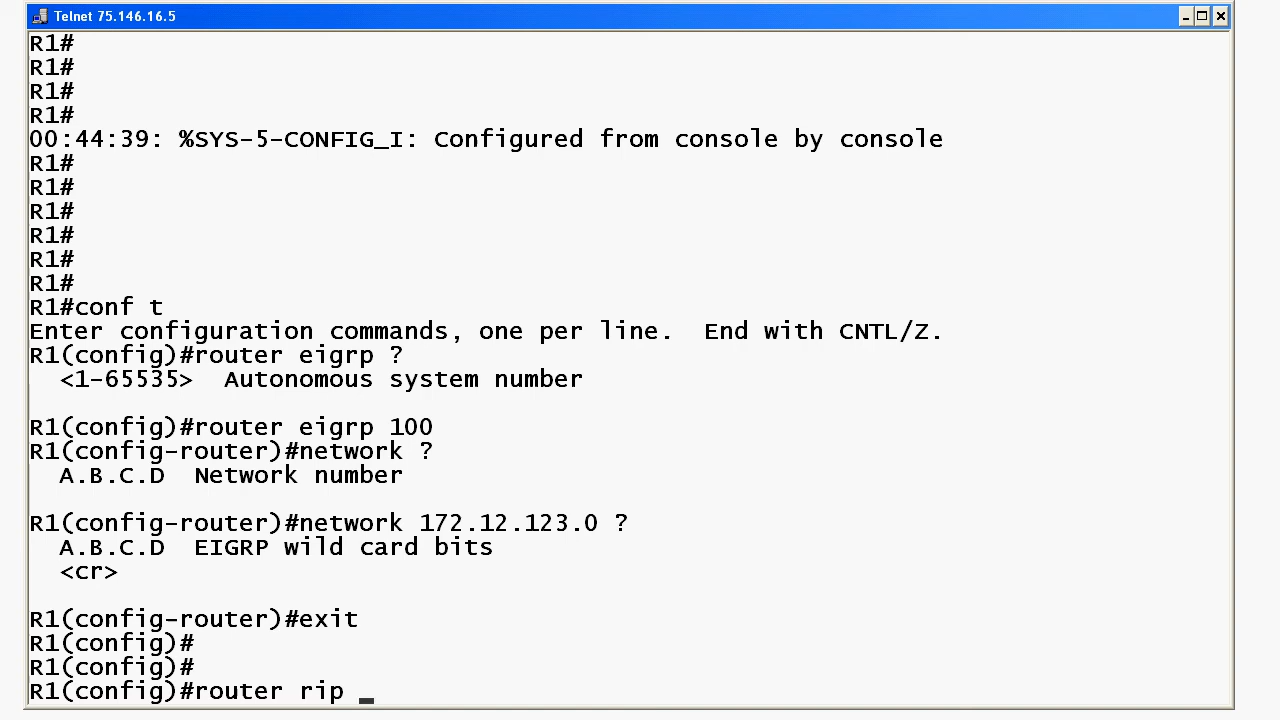 Telnet 75.146.16.5
R1#
R1#
R1#
R1#
00:44:39: %SYS-5-CONFIG_I: Configured from console by console
R1#
R1#
R1#
R1#
R1#
R1#
R1#conf t
Enter configuration commands, one per line.  End with CNTL/Z.
R1(config)#router eigrp ?
  <1-65535>  Autonomous system number
R1(config)#router eigrp 100
R1(config-router)#network ?
  A.B.C.D  Network number
R1(config-router)#network 172.12.123.0 ?
  A.B.C.D  EIGRP wild card bits
  <cr>
R1(config-router)#exit
R1(config)#
R1(config)#
R1(config)#router rip _